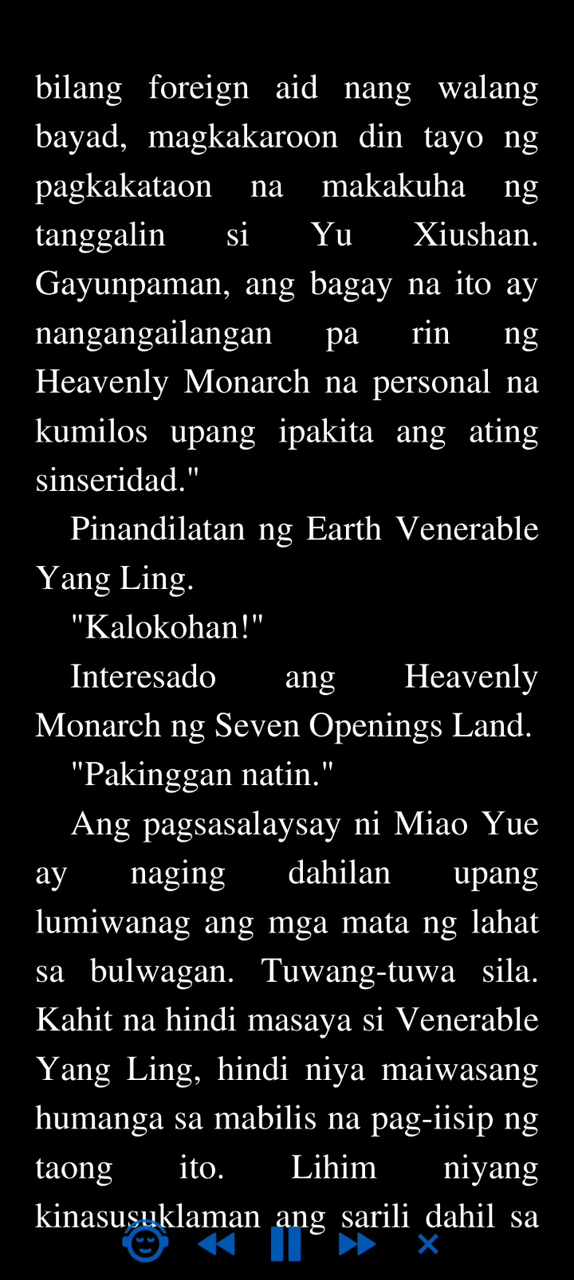 bilang foreign aid nang walang
bayad, magkakaroon din tayo ng
pagkakataon na makakuha ng
tanggalin si Yu Xiushan.
Gayunpaman, ang bagay na ito ay
nangangailangan pa rin ng
Heavenly Monarch na personal na
kumilos upang ipakita ang ating
sinseridad."
Pinandilatan ng Earth Venerable
Yang Ling.
"Kalokohan!"
Interesado ang Heavenly
Monarch ng Seven Openings Land.
"Pakinggan natin."
Ang pagsasalaysay ni Miao Yue
ay naging dahilan upang
lumiwanag ang mga mata ng lahat
sa bulwagan. Tuwang-tuwa sila.
Kahit na hindi masaya si Venerable
Yang Ling, hindi niya maiwasang
humanga sa mabilis na pag-iisip ng
taong ito. Lihim niyang
kinasusuklaman ang sarili dahil sa